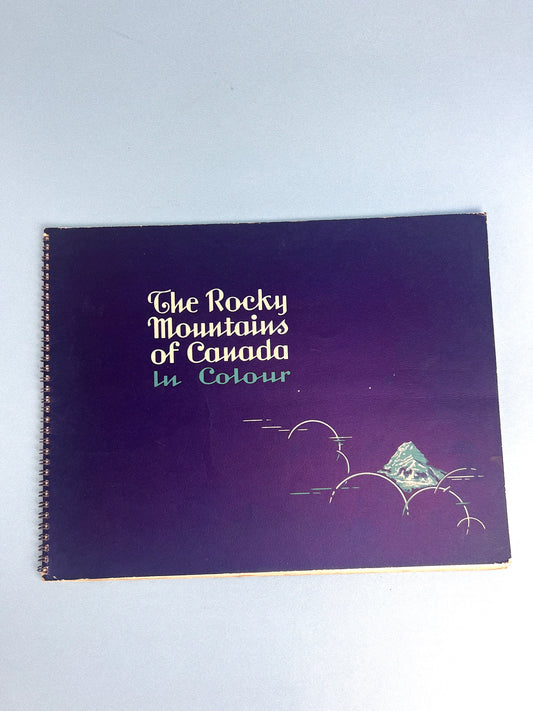 The Rocky
Mountains
of Canada
In Colour